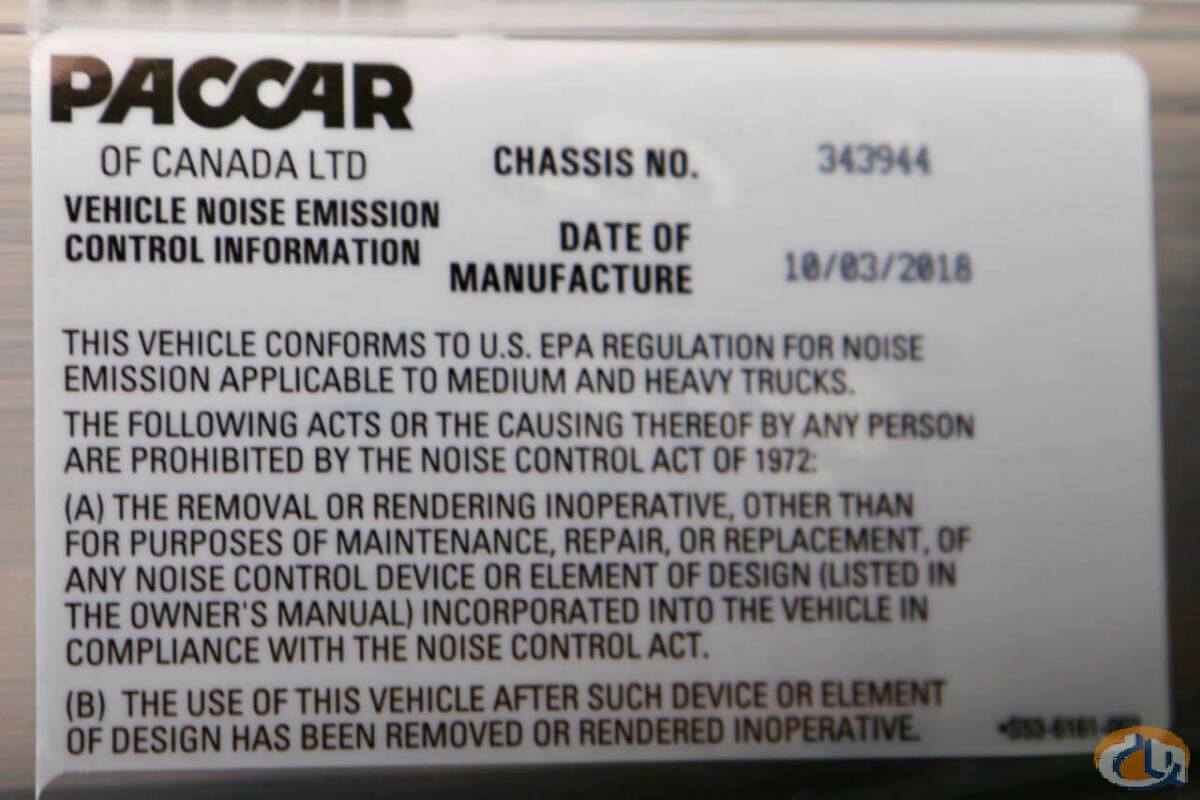 PACCAR
OF CANADA LTD
VEHICLE NOISE EMISSION
CONTROL INFORMATION
CHASSIS NO. 343944
DATE OF
MANUFACTURE 10/03/2018
THIS VEHICLE CONFORMS TO U.S. EPA REGULATION FOR NOISE
EMISSION APPLICABLE TO MEDIUM AND HEAVY TRUCKS.
THE FOLLOWING ACTS OR THE CAUSING THEREOF BY ANY PERSON
ARE PROHIBITED BY THE NOISE CONTROL ACT OF 1972:
(A) THE REMOVAL OR RENDERING INOPERATIVE, OTHER THAN
FOR PURPOSES OF MAINTENANCE, REPAIR, OR REPLACEMENT, OF
ANY NOISE CONTROL DEVICE OR ELEMENT OF DESIGN (LISTED IN
THE OWNER'S MANUAL) INCORPORATED INTO THE VEHICLE IN
COMPLIANCE WITH THE NOISE CONTROL ACT.
(B) THE USE OF THIS VEHICLE AFTER SUCH DEVICE OR ELEMENT
OF DESIGN HAS BEEN REMOVED OR RENDERED INOPERATIVE.